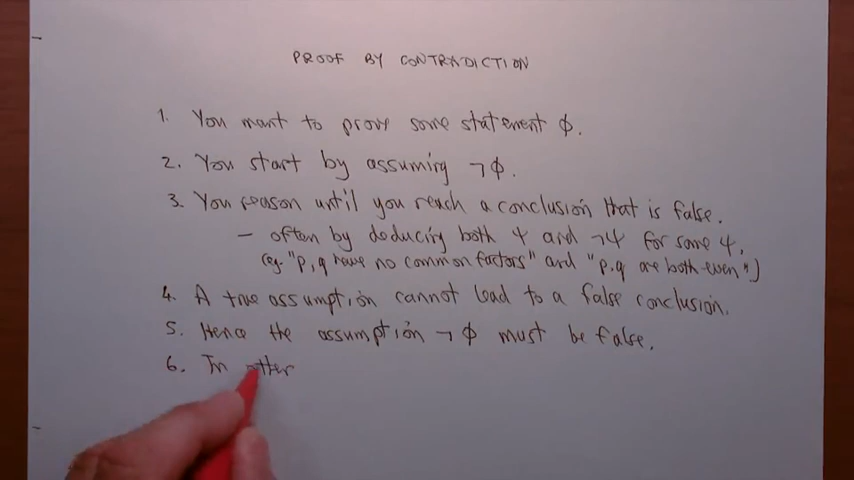 PROOF BY CONTRADICTION
1. You want to prove some statement φ.
2. You start by assuming ¬φ.
3. You reason until you reach a conclusion that is false.
– often by deducing both ψ and ¬ψ for some ψ,
(eg. "p,q have no common factors" and "p,q are both even")
4. A true assumption cannot lead to a false conclusion.
5. Hence the assumption ¬φ must be false.
6. In other